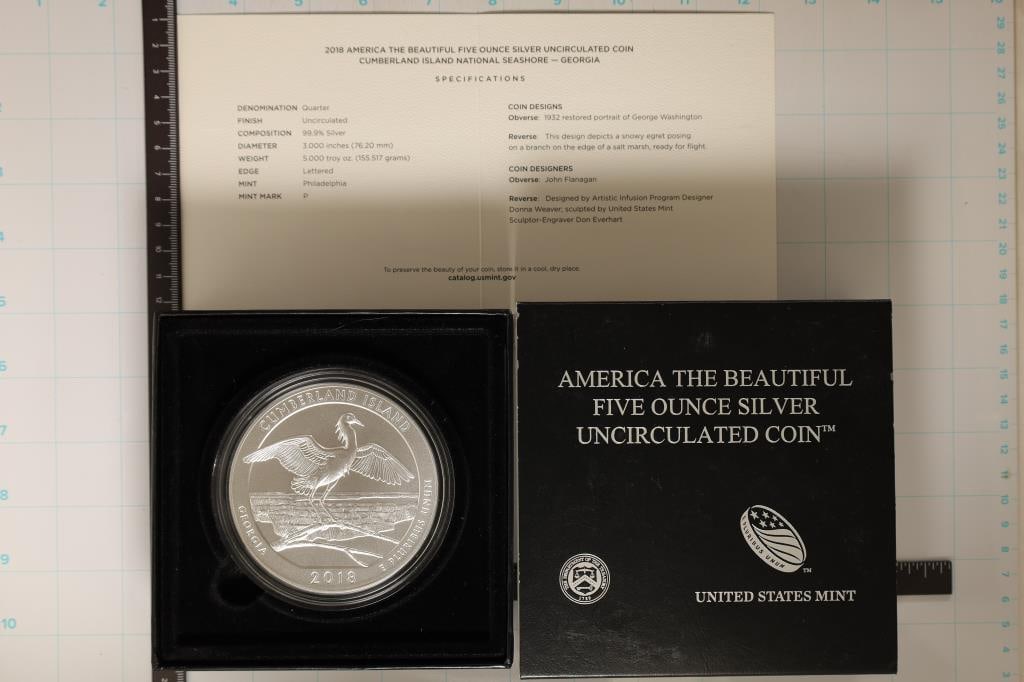 2018 AMERICA THE BEAUTIFUL FIVE OUNCE SILVER UNCIRCULATED COIN
CUMBERLAND ISLAND NATIONAL SEASHORE — GEORGIA
SPECIFICATIONS
DENOMINATION Quarter
FINISH Uncirculated
COMPOSITION 99.9% Silver
DIAMETER 3.000 inches (76.20 mm)
WEIGHT 5.000 troy oz. (155.517 grams)
EDGE Lettered
MINT Philadelphia
MINT MARK P
COIN DESIGNS
Obverse: 1932 restored portrait of George Washington
Reverse: This design depicts a snowy egret posing
on a branch on the edge of a salt marsh, ready for flight.
COIN DESIGNERS
Obverse: John Flanagan
Reverse: Designed by Artistic Infusion Program Designer
Donna Weaver; sculpted by United States Mint
Sculptor-Engraver Don Everhart
To preserve the beauty of your coin, store it in a cool, dry place.
catalog.usmint.gov
CUMBERLAND ISLAND
GEORGIA
2018
E PLURIBUS UNUM
AMERICA THE BEAUTIFUL
FIVE OUNCE SILVER
UNCIRCULATED COIN™
PLURIBUS UNUM
TM
1789
UNITED STATES MINT